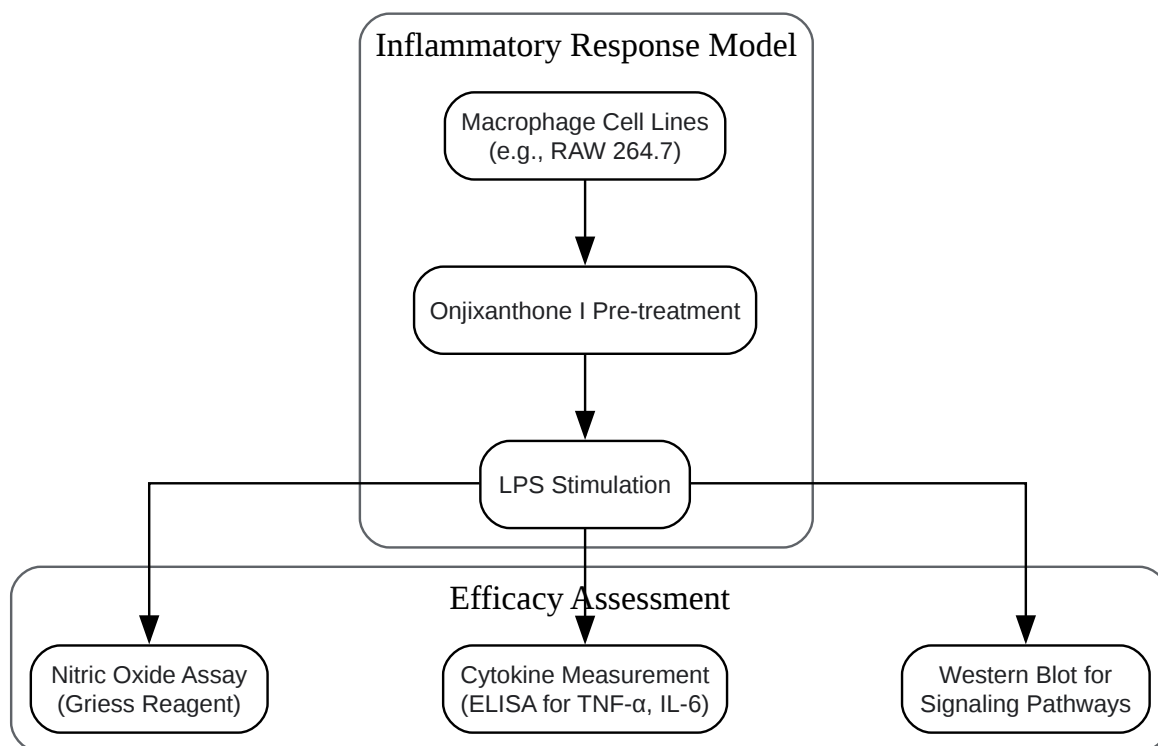 Inflammatory Response Model
Macrophage Cell Lines
(e.g., RAW 264.7)
Onjixanthone I Pre-treatment
LPS Stimulation
Efficacy Assessment
Nitric Oxide Assay
(Griess Reagent)
Cytokine Measurement
(ELISA for TNF-α, IL-6)
Western Blot for
Signaling Pathways